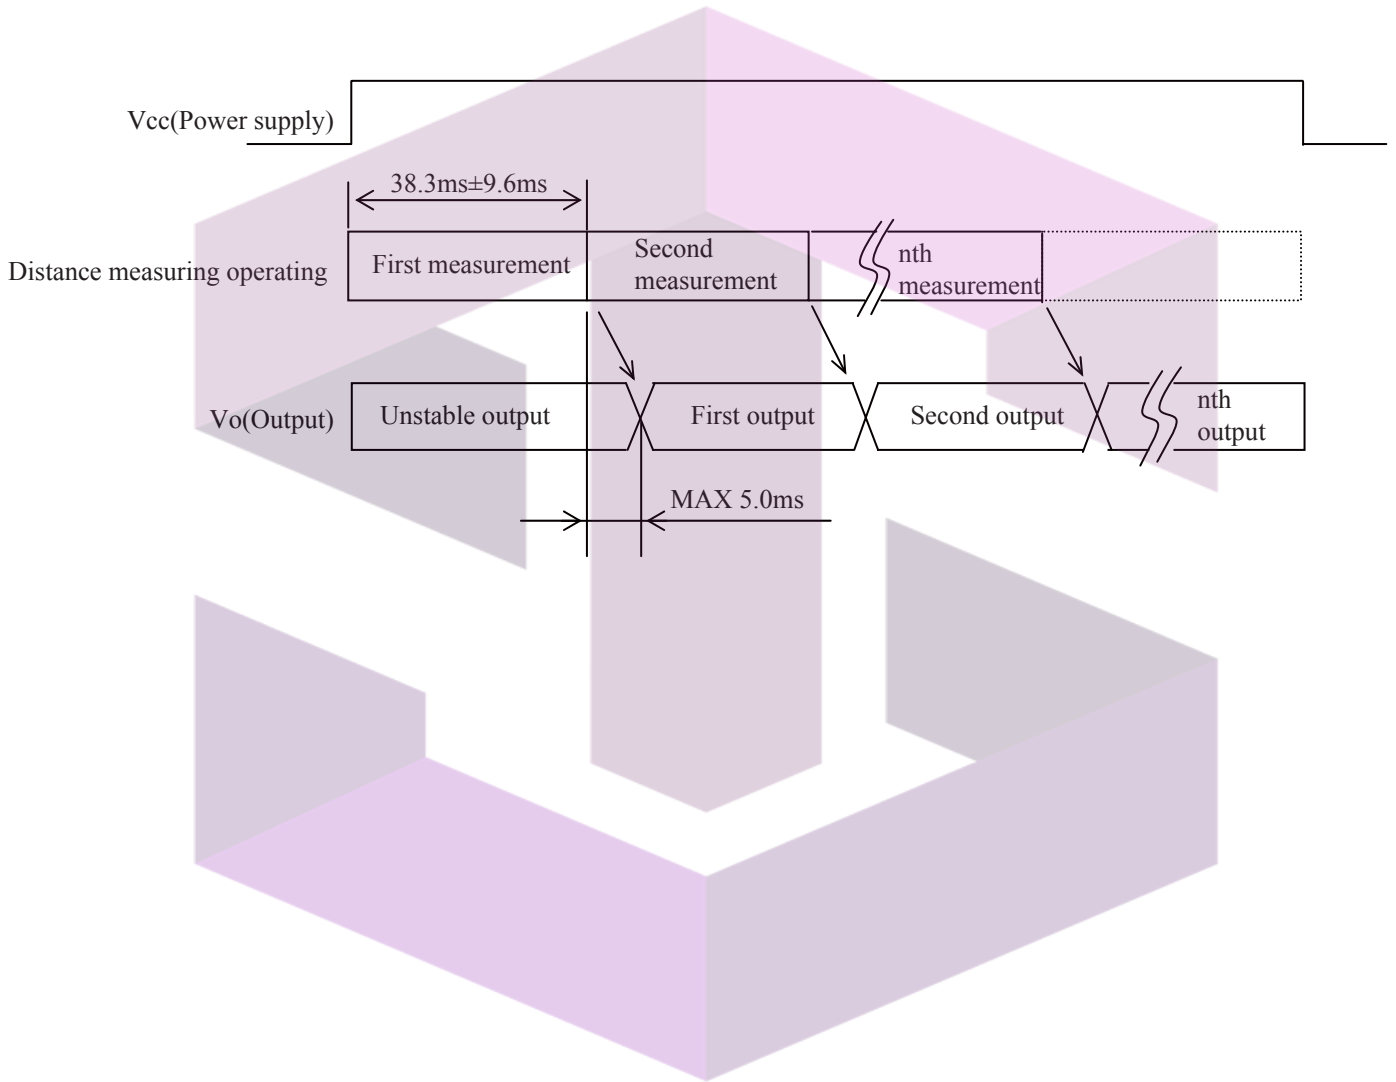 Vcc(Power supply)
38.3ms±9.6ms
Distance measuring operating
First measurement
Second
measurement
nth
measurement
Vo(Output)
Unstable output
First output
Second output
nth
output
MAX 5.0ms